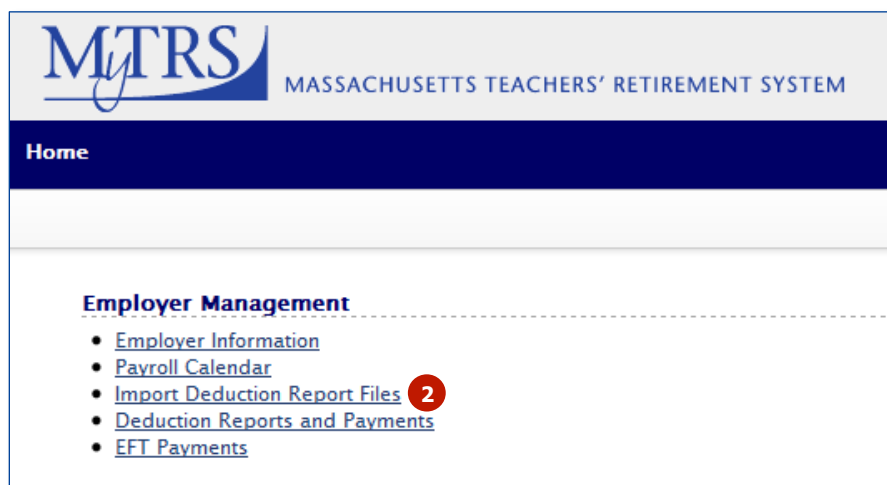 MyTRS
MASSACHUSETTS TEACHERS' RETIREMENT SYSTEM
Home
Employer Management
• Employer Information
• Payroll Calendar
• Import Deduction Report Files 2
• Deduction Reports and Payments
• EFT Payments